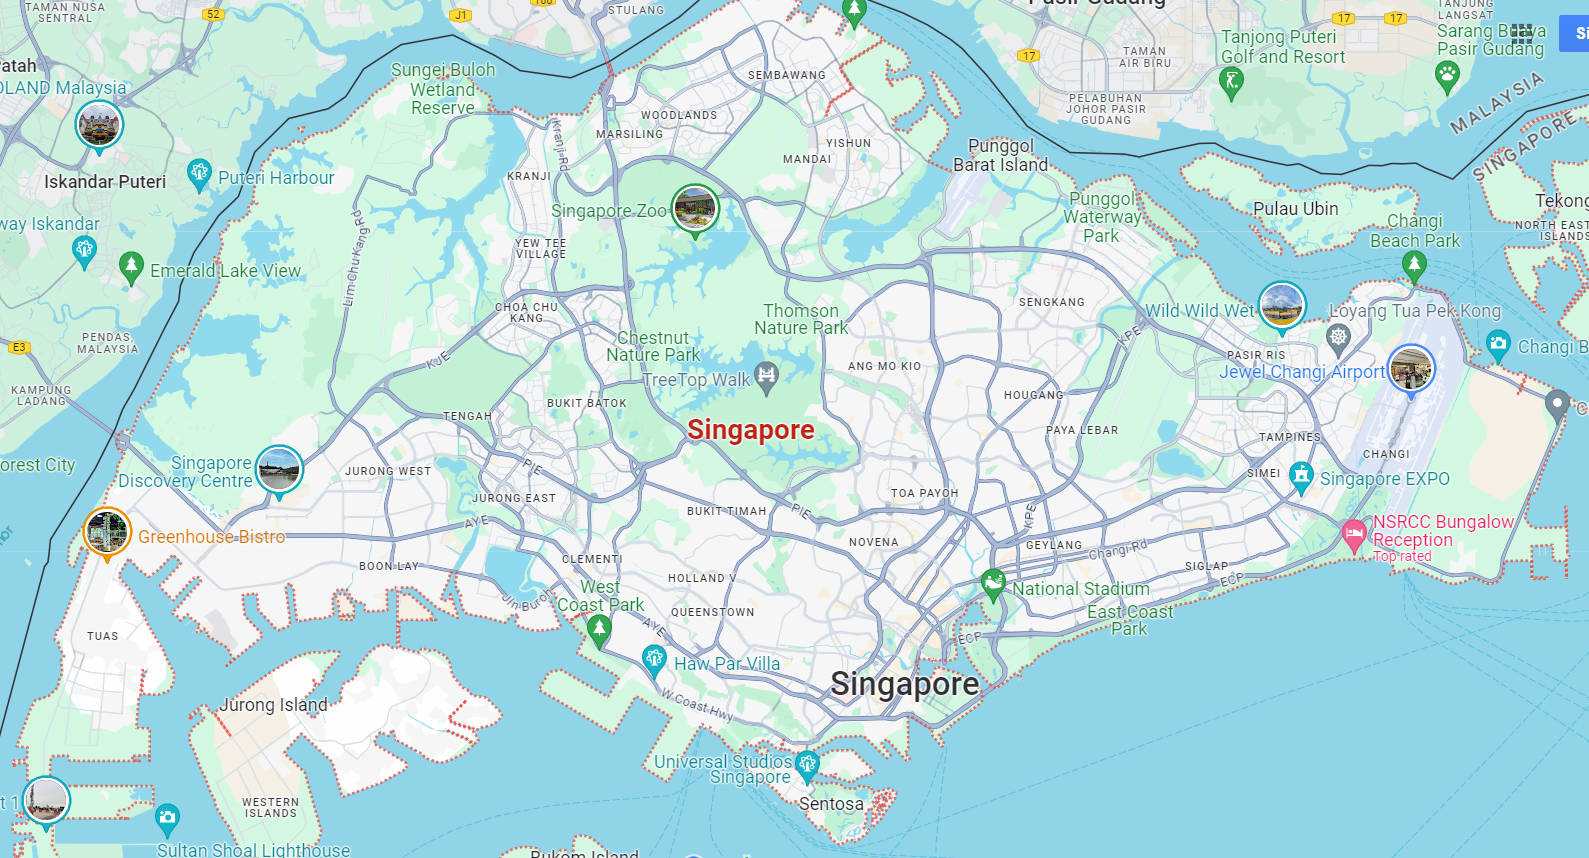 TAMAN NUSA
SENTRAL
52
J1
STULANG
Pasir Gudang
17
17
17
TANJUNG
LANGSAT
Sarang Buaya
Pasir Gudang
Tanjong Puteri
Golf and Resort
TAMAN
AIR BIRU
PELABUHAN
JOHOR PASIR
GUDANG
MALAYSIA
SINGAPORE
OLAND Malaysia
Iskandar Puteri
Puteri Harbour
way Iskandar
Emerald Lake View
PENDAS,
MALAYSIA
E3
KAMPUNG
LADANG
orest City
Sungei Buloh
Wetland
Reserve
SEMBAWANG
WOODLANDS
MARSILING
YISHUN
MANDAI
Kranji Rd
KRANJI
Singapore Zoo
Punggol
Barat Island
Punggol
Waterway
Park
Pulau Ubin
Changi
Beach Park
Tekong
NORTH EAST
ISLANDS
YEW TEE
VILLAGE
Lim Chu Kang Rd
CHOA CHU
KANG
Chestnut
Nature Park
Thomson
Nature Park
SENGKANG
Wild Wild Wet
Loyang Tua Pek Kong
KPE
PASIR RIS
Changi B
KJE
TreeTop Walk
ANG MO KIO
Jewel Changi Airport
HOUGANG
TENGAH
BUKIT BATOK
Singapore
PAYA LEBAR
TAMPINES
CHANGI
Singapore
Discovery Centre
JURONG WEST
PIE
JURONG EAST
SIMEI
Singapore EXPO
TOA PAYOH
BUKIT TIMAH
PIE
KPE
AYE
Greenhouse Bistro
NSRCC Bungalow
Reception
Top rated
NOVENA
GEYLANG
Changi Rd
CLEMENTI
BOON LAY
HOLLAND V
SIGLAP
ECP
Jln Buroh
West
Coast Park
QUEENSTOWN
National Stadium
East Coast
Park
AYE
ECP
TUAS
Haw Par Villa
Singapore
W Coast Hwy
Jurong Island
Universal Studios
Singapore
Sentosa
WESTERN
ISLANDS
Sultan Shoal Lighthouse
Bukom Island